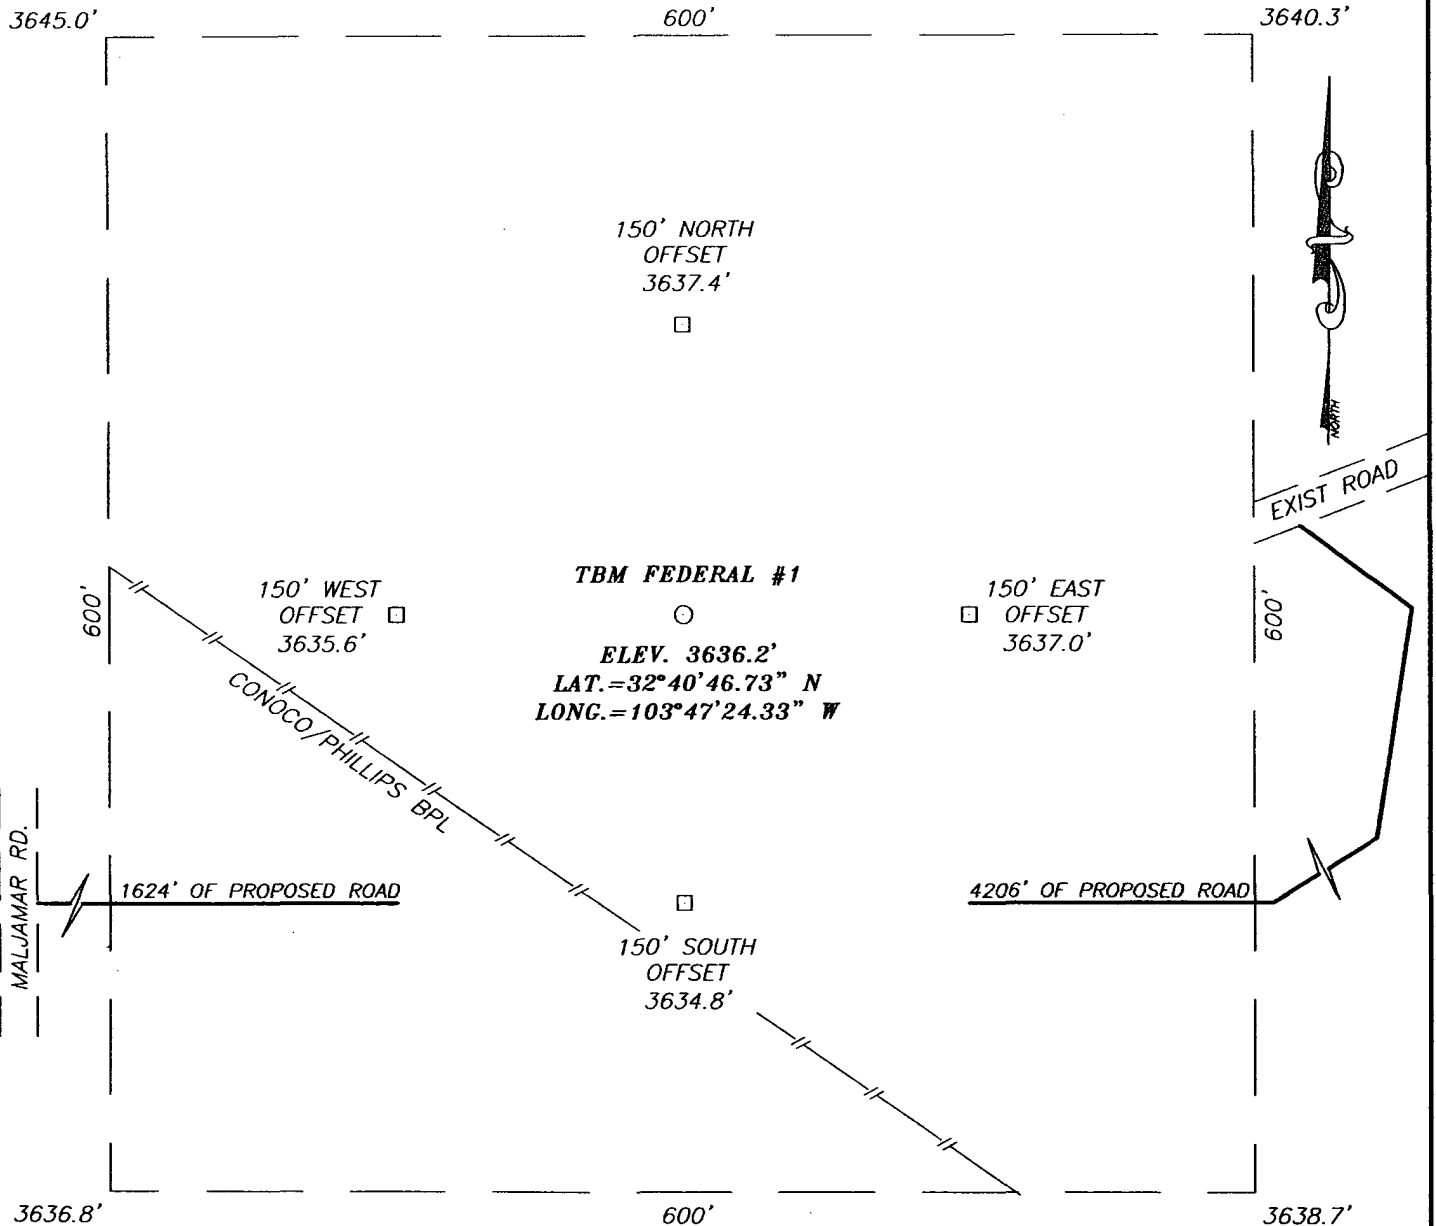 3645.0'
600'
3640.3'
150' NORTH
OFFSET
3637.4'
NORTH
EXIST ROAD
600'
150' WEST
OFFSET
3635.6'
TBM FEDERAL #1
ELEV. 3636.2'
LAT.=32°40'46.73" N
LONG.=103°47'24.33" W
150' EAST
OFFSET
3637.0'
600'
CONOCO/PHILLIPS BPL
MALJAMAR RD.
1624' OF PROPOSED ROAD
4206' OF PROPOSED ROAD
150' SOUTH
OFFSET
3634.8'
3636.8'
600'
3638.7'